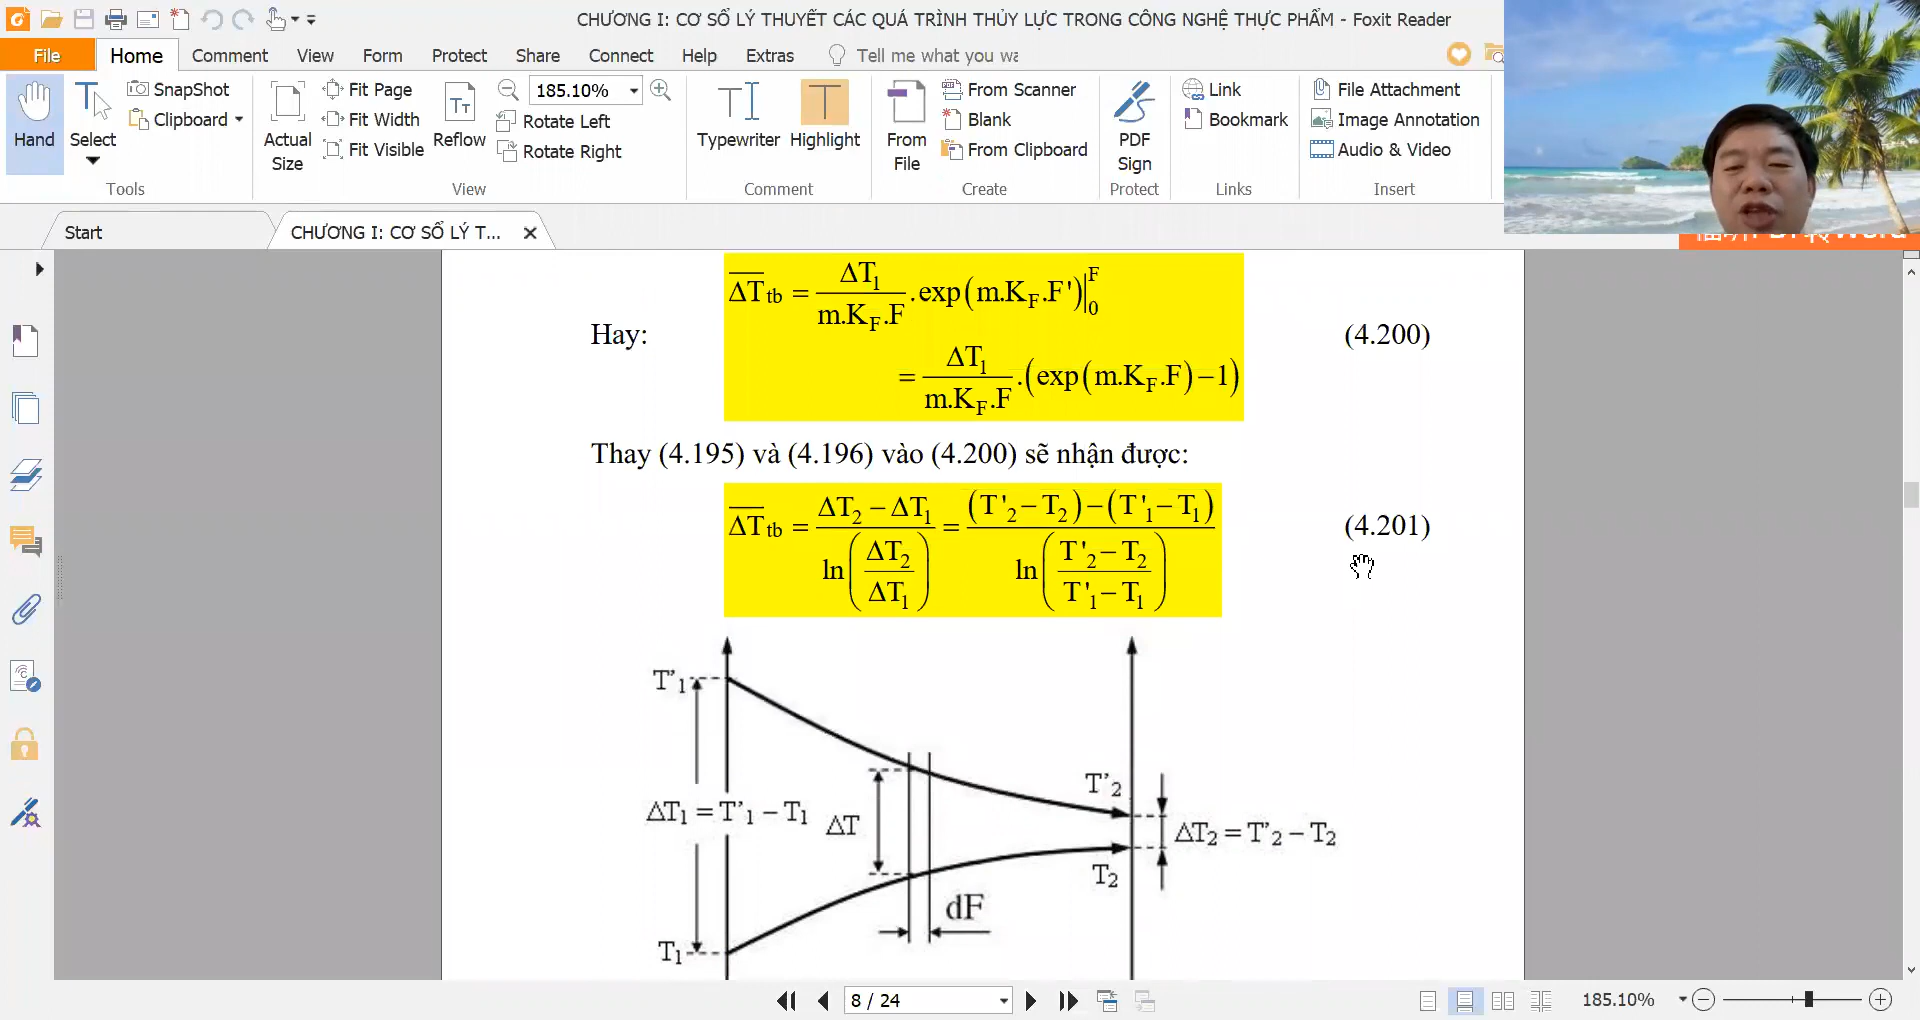 CHƯƠNG I: CƠ SỔ LÝ THUYẾT CÁC QUÁ TRÌNH THỦY LỰC TRONG CÔNG NGHỆ THỰC PHẨM - Foxit Reader
File Home Comment View Form Protect Share Connect Help Extras Tell me what you wa
Hand
Select
SnapShot
Clipboard
Tools
Actual Size
Fit Page
Fit Width
Fit Visible
Reflow
185.10%
Rotate Left
Rotate Right
View
Typewriter
Highlight
Comment
From File
From Scanner
Blank
From Clipboard
Create
PDF Sign
Protect
Link
Bookmark
Links
File Attachment
Image Annotation
Audio & Video
Insert
Start
CHƯƠNG I: CƠ SỔ LÝ T...
ΔT̅tb = ΔT1 / m.KF.F .exp(m.KF.F')|0^F
Hay: (4.200)
= ΔT1 / m.KF.F .(exp(m.KF.F)−1)
Thay (4.195) và (4.196) vào (4.200) sẽ nhận được:
ΔT̅tb = (ΔT2 − ΔT1) / ln(ΔT2 / ΔT1) = ((T'2 − T2) − (T'1 − T1)) / ln((T'2 − T2) / (T'1 − T1)) (4.201)
T'1
T'2
ΔT1 = T'1 − T1
ΔT
ΔT2 = T'2 − T2
T2
dF
T1
8 / 24
185.10%